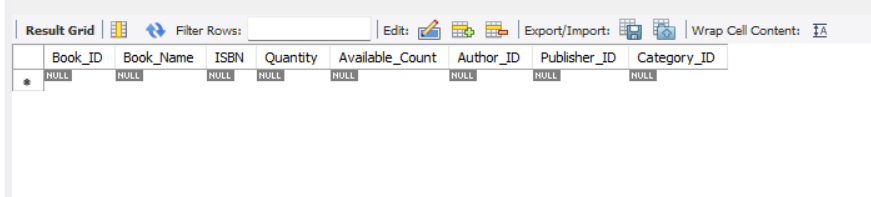 Result Grid Filter Rows: Edit: Export/Import: Wrap Cell Content: IA
Book_ID Book_Name ISBN Quantity Available_Count Author_ID Publisher_ID Category_ID
* NULL NULL NULL NULL NULL NULL NULL NULL